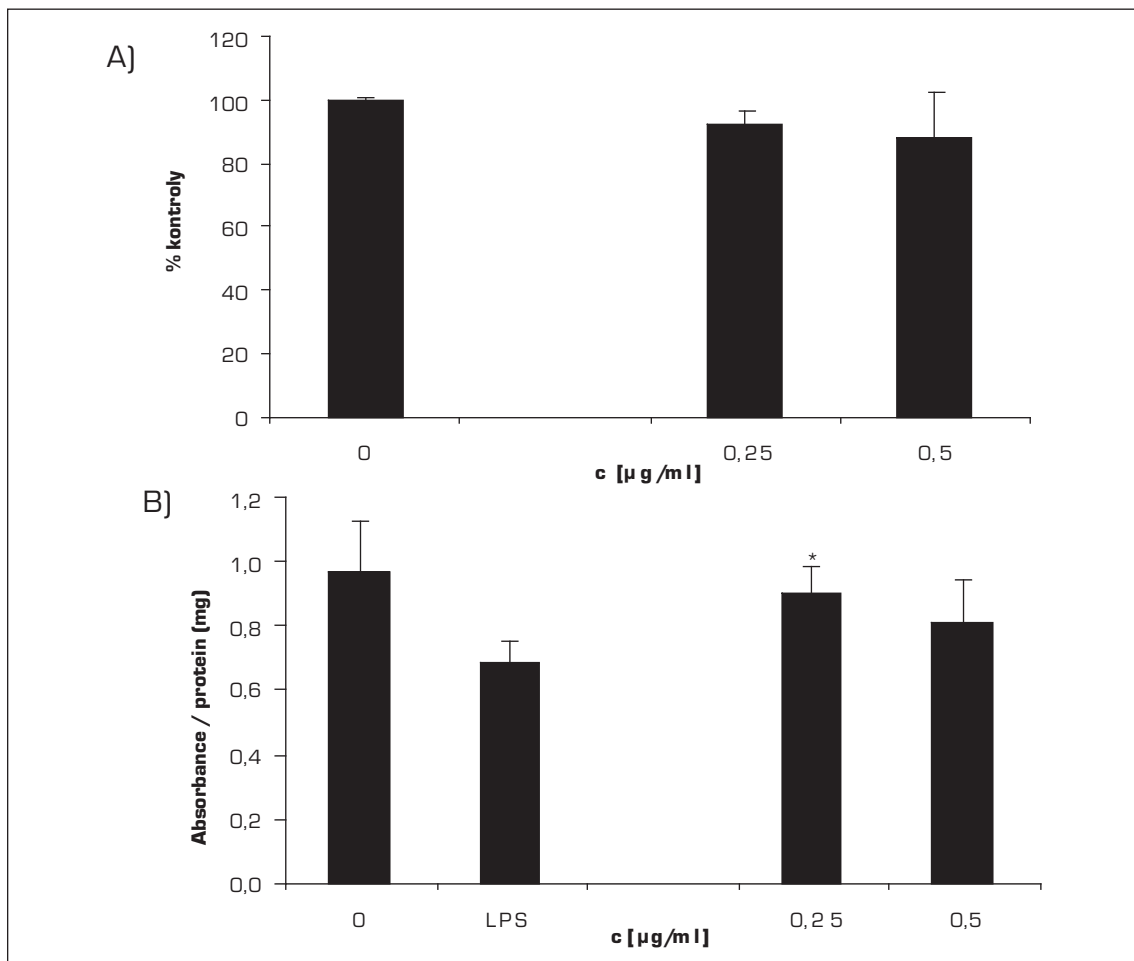 A)
% kontroly
120
100
80
60
40
20
0
0 0,25 0,5
c [µg/ml]
B)
Absorbance / protein (mg)
1,2
1,0
0,8
0,6
0,4
0,2
0,0
*
0 LPS 0,25 0,5
c [µg/ml]